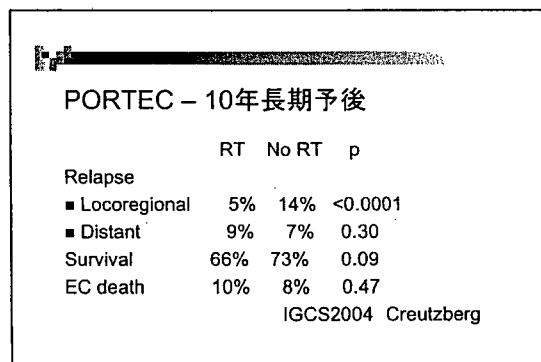 PORTEC – 10年長期予後
RT No RT p
Relapse
■ Locoregional 5% 14% <0.0001
■ Distant 9% 7% 0.30
Survival 66% 73% 0.09
EC death 10% 8% 0.47
IGCS2004 Creutzberg